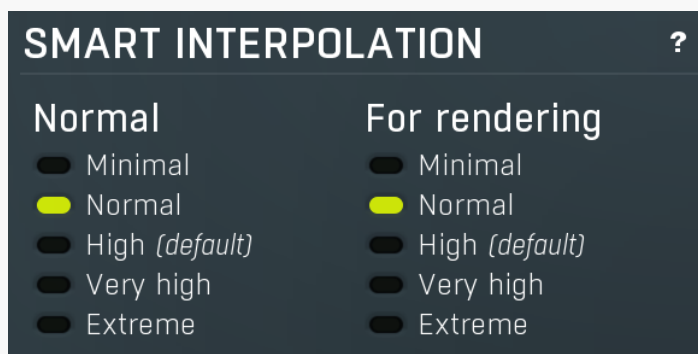 SMART INTERPOLATION ?
Normal
Minimal
Normal
High (default)
Very high
Extreme
For rendering
Minimal
Normal
High (default)
Very high
Extreme